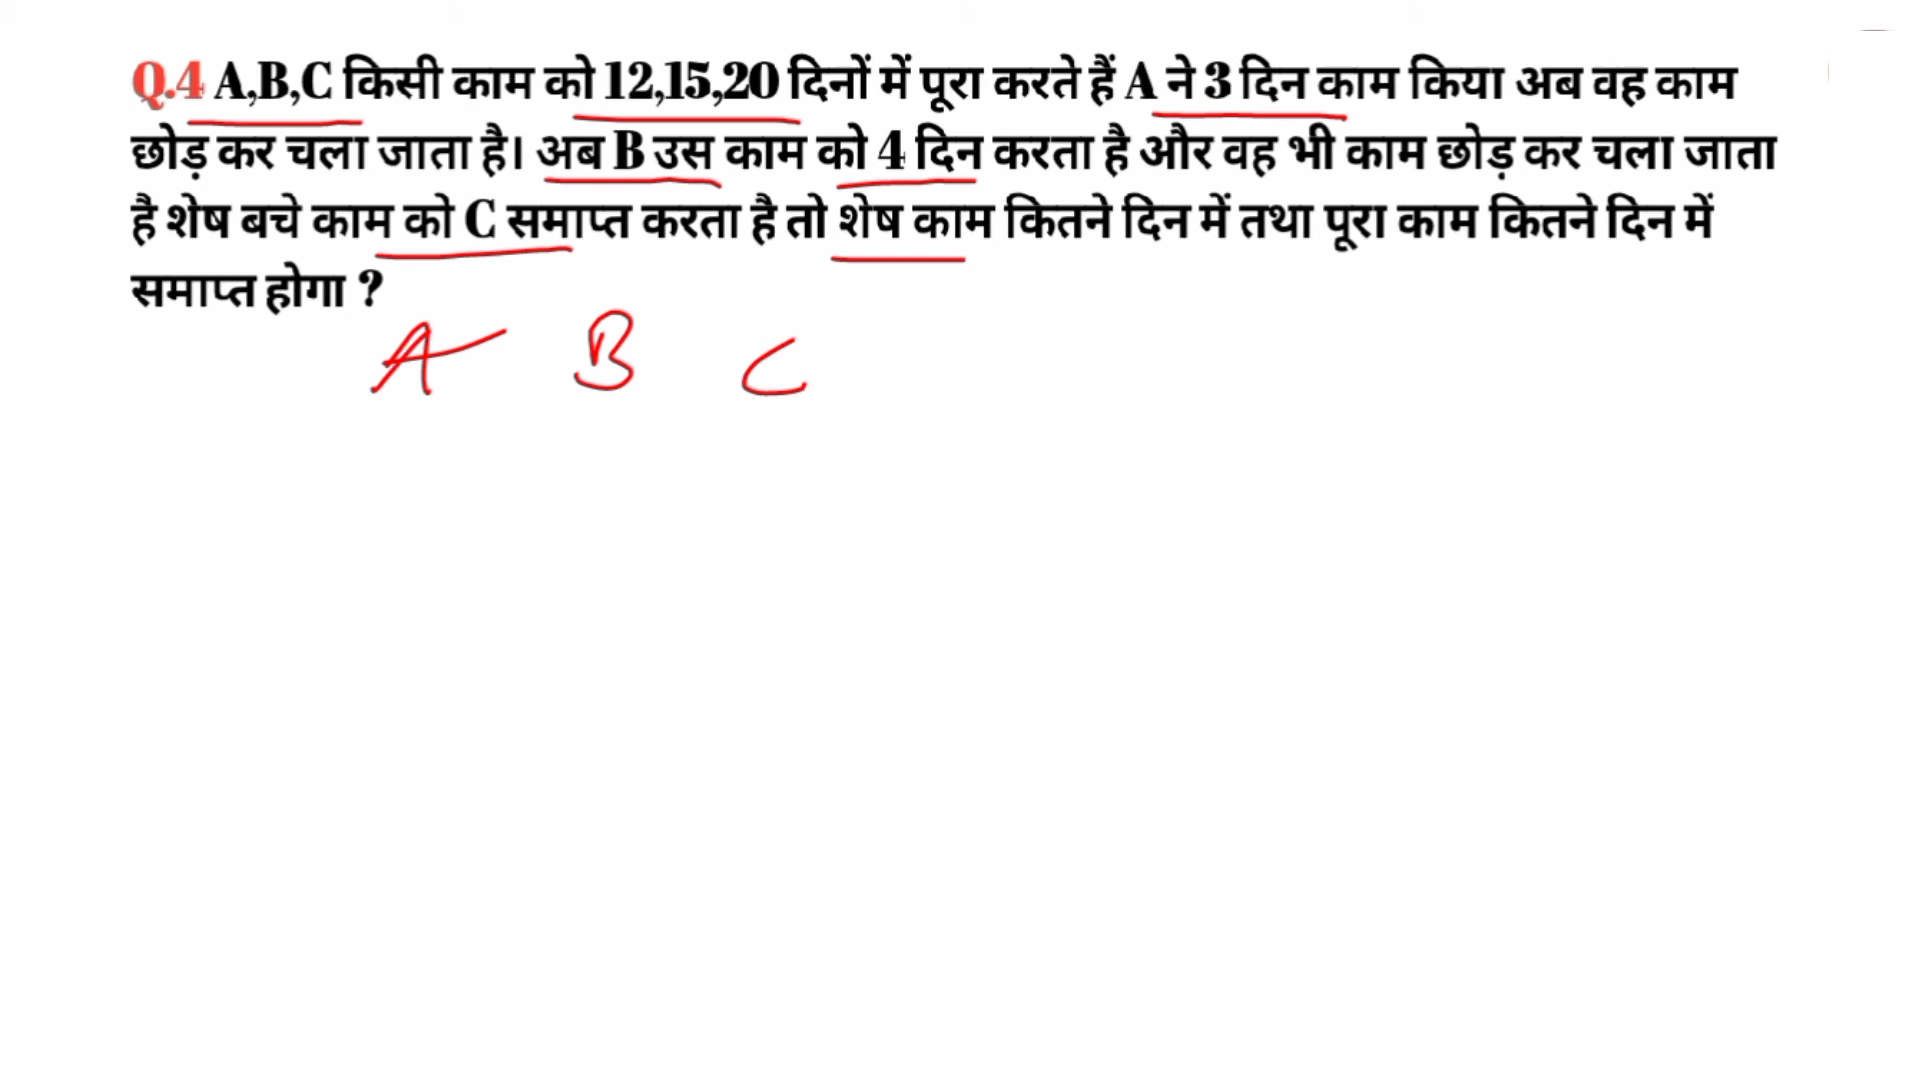 Q.4 A,B,C किसी काम को 12,15,20 दिनों में पूरा करते हैं A ने 3 दिन काम किया अब वह काम
छोड़ कर चला जाता है। अब B उस काम को 4 दिन करता है और वह भी काम छोड़ कर चला जाता
है शेष बचे काम को C समाप्त करता है तो शेष काम कितने दिन में तथा पूरा काम कितने दिन में
समाप्त होगा ?
A B C